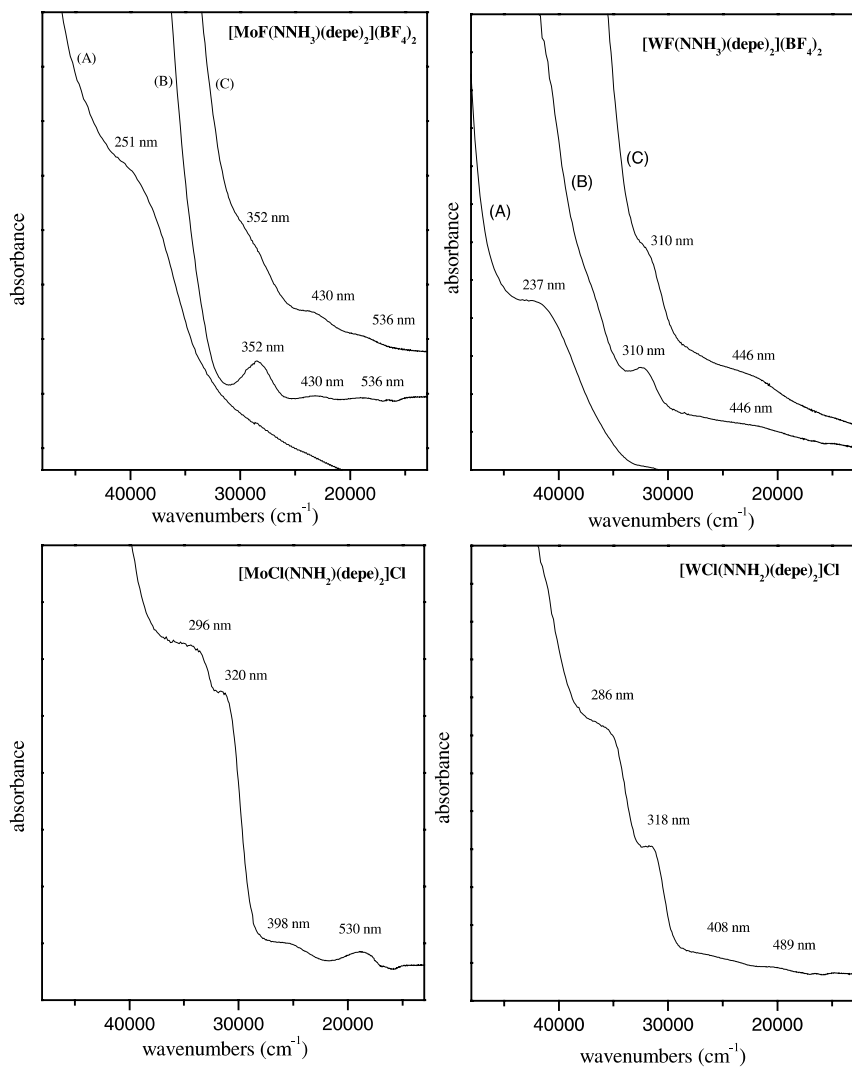 [MoF(NNH₃)(depe)₂](BF₄)₂
(A)
(B)
(C)
251 nm
352 nm
430 nm
536 nm
352 nm
430 nm
536 nm
absorbance
40000 30000 20000
wavenumbers (cm⁻¹)
[WF(NNH₃)(depe)₂](BF₄)₂
(A)
(B)
(C)
237 nm
310 nm
446 nm
310 nm
446 nm
absorbance
40000 30000 20000
wavenumbers (cm⁻¹)
[MoCl(NNH₂)(depe)₂]Cl
296 nm
320 nm
398 nm
530 nm
absorbance
40000 30000 20000
wavenumbers (cm⁻¹)
[WCl(NNH₂)(depe)₂]Cl
286 nm
318 nm
408 nm
489 nm
absorbance
40000 30000 20000
wavenumbers (cm⁻¹)